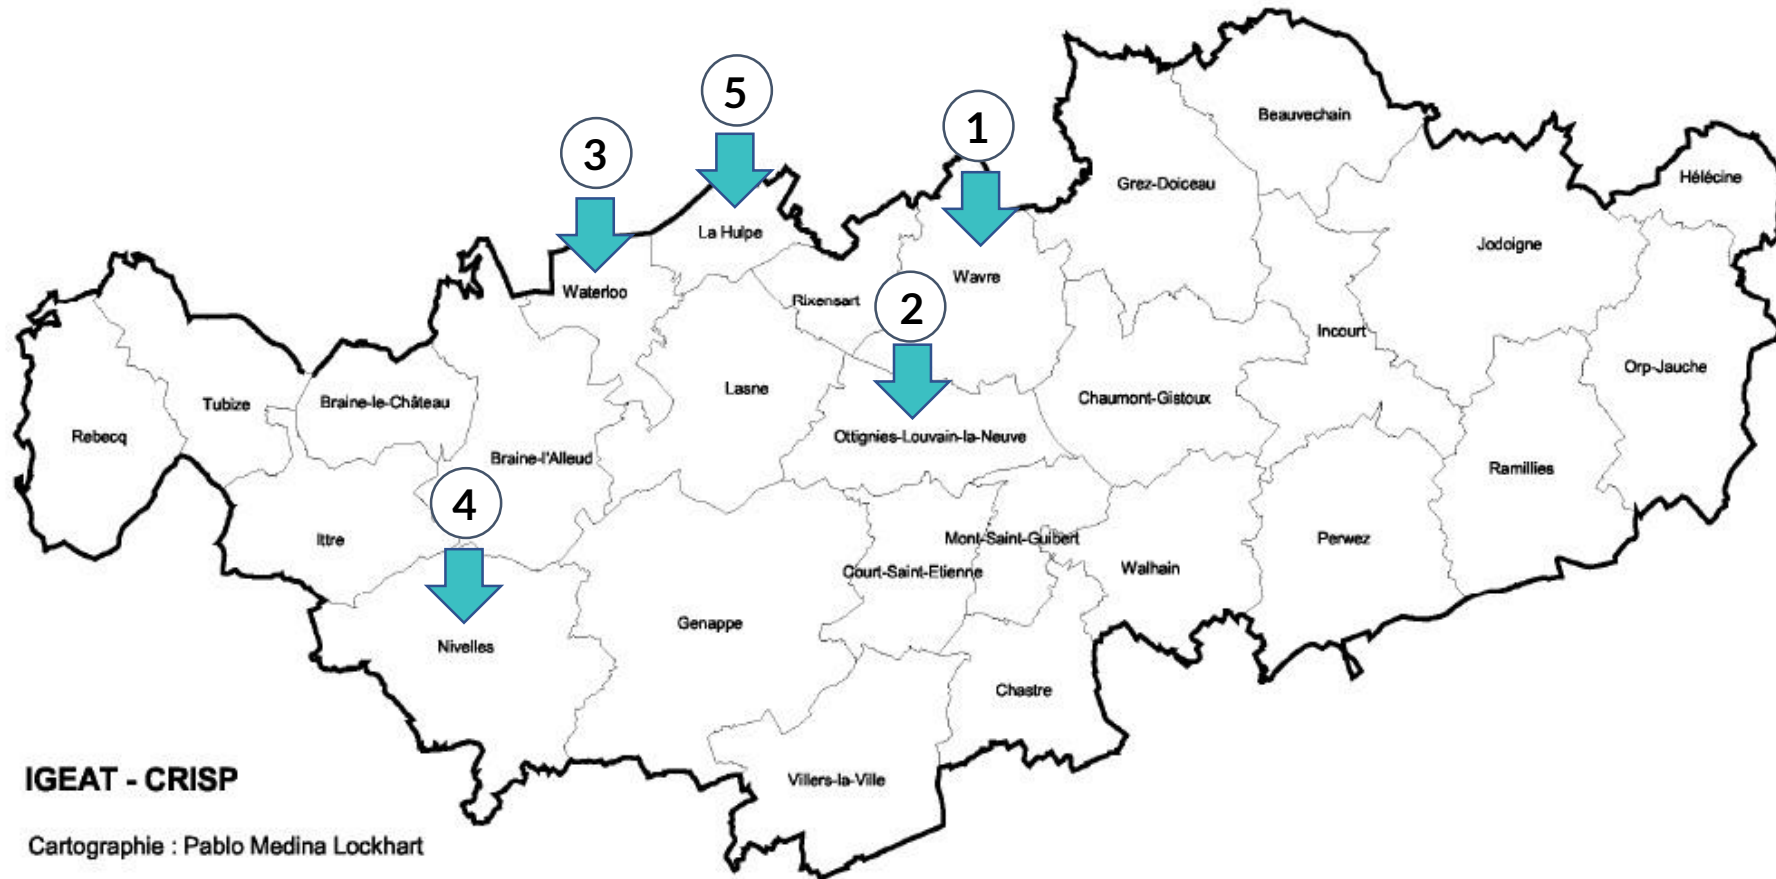 5
1
3
Beauvechain
Hélécine
Grez-Doiceau
La Hulpe
Jodoigne
Wavre
Waterloo
Rixensart
2
Incourt
Orp-Jauche
Lasne
Chaumont-Gistoux
Braine-le-Château
Tubize
Rebecq
Ottignies-Louvain-la-Neuve
Braine-l'Alleud
Ramillies
4
Ittre
Mont-Saint-Guibert
Perwez
Court-Saint-Etienne
Walhain
Genappe
Nivelles
Chastre
Villers-la-Ville
IGEAT - CRISP
Cartographie : Pablo Medina Lockhart